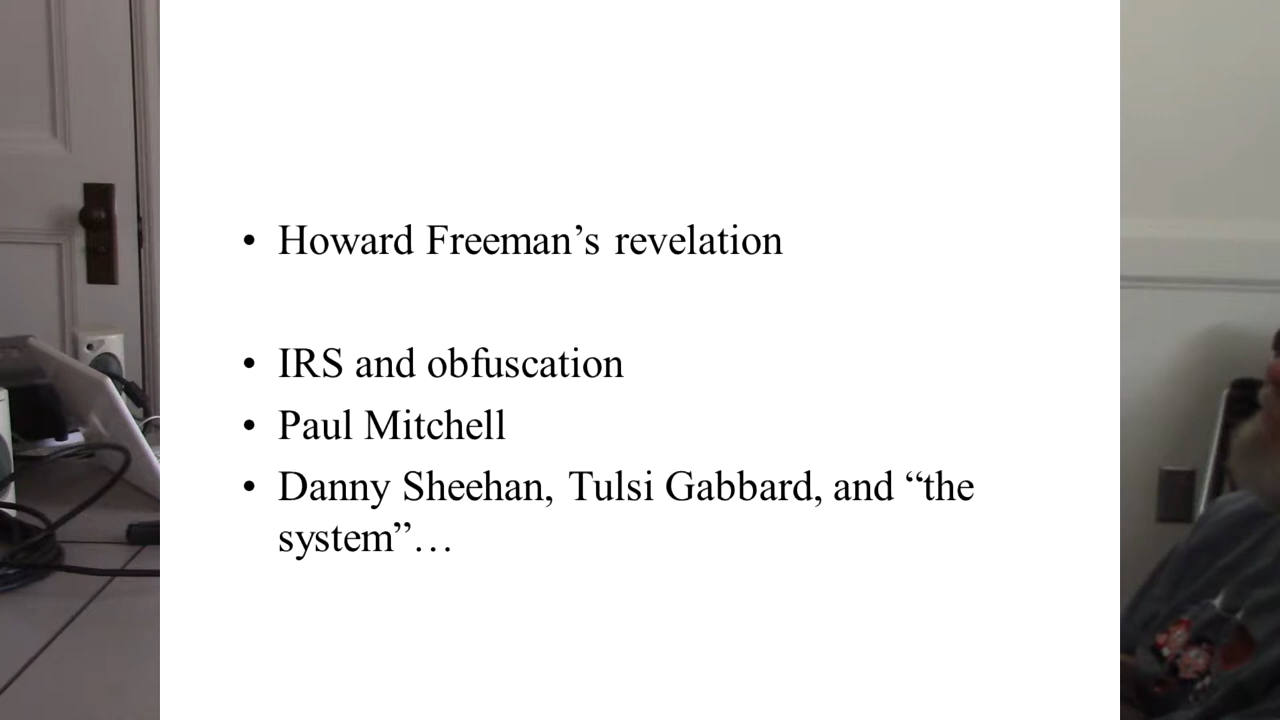 • Howard Freeman’s revelation
• IRS and obfuscation
• Paul Mitchell
• Danny Sheehan, Tulsi Gabbard, and “the
system”…